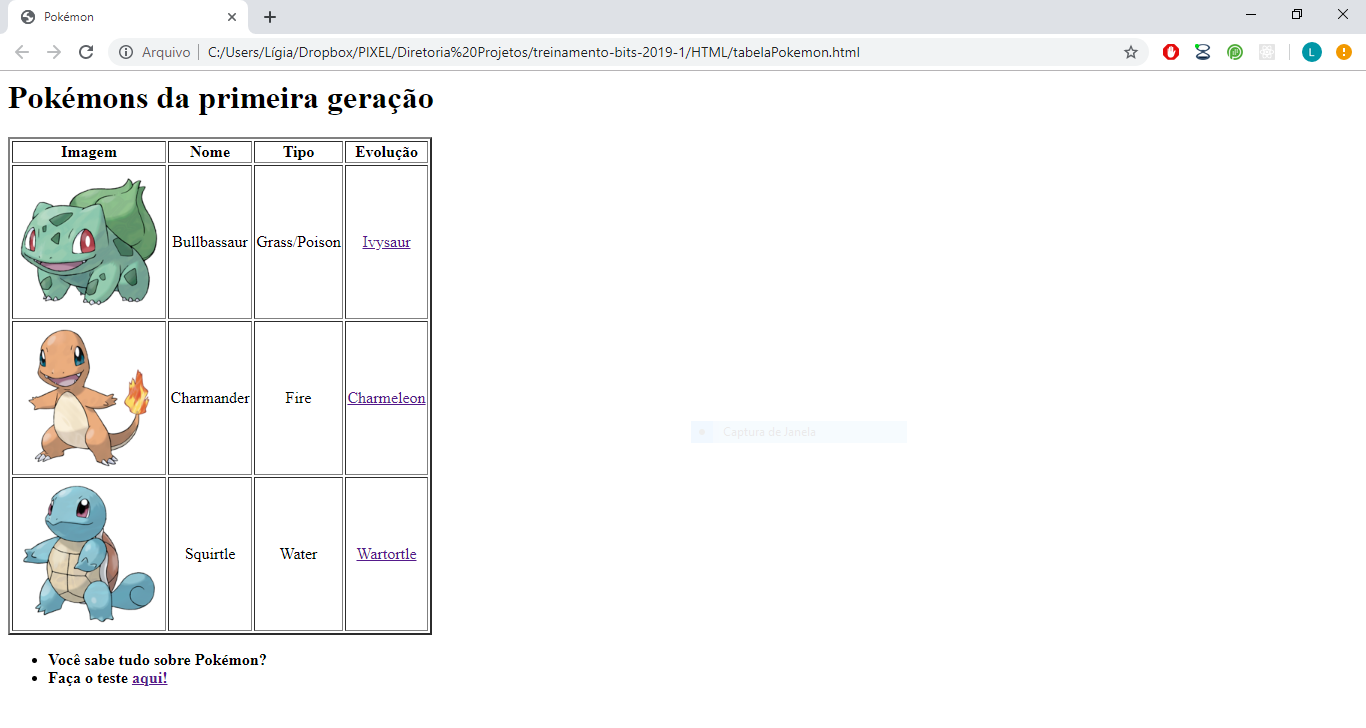 Pokémon
Arquivo
C:/Users/Lígia/Dropbox/PIXEL/Diretoria%20Projetos/treinamento-bits-2019-1/HTML/tabelaPokemon.html
L
Pokémons da primeira geração
Imagem Nome Tipo Evolução
Bullbassaur Grass/Poison Ivysaur
Charmander Fire Charmeleon
Captura de Janela
Squirtle Water Wartortle
Você sabe tudo sobre Pokémon?
Faça o teste aqui!